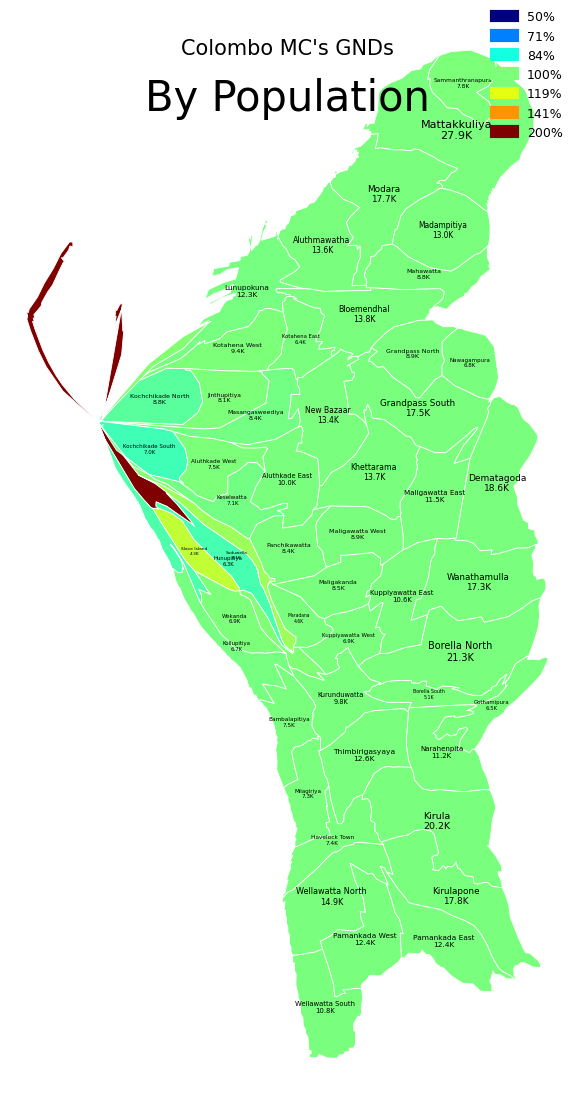 Colombo MC's GNDs
By Population
50%
71%
84%
100%
119%
141%
200%
Sammanthranapura
7.8K
Mattakkuliya
27.9K
Modara
17.7K
Madampitiya
13.0K
Aluthmawatha
13.6K
Mahawatta
8.8K
Lunupokuna
12.3K
Bloemendhal
13.8K
Kotahena East
6.4K
Kotahena West
9.4K
Grandpass North
8.9K
Nawagampura
6.8K
Kochchikade North
8.8K
Jinthupitiya
8.1K
Masangasweediya
8.4K
New Bazaar
13.4K
Grandpass South
17.5K
Kochchikade South
7.0K
Aluthkade West
7.5K
Aluthkade East
10.0K
Khettarama
13.7K
Dematagoda
18.6K
Keselwatta
7.1K
Maligawatta East
11.5K
Maligawatta West
8.9K
Panchikawatta
8.4K
Slave Island
4.3K
Hunupitiya
6.3K
Maligakanda
8.5K
Wanathamulla
17.3K
Kuppiyawatta East
10.6K
Wekanda
6.9K
Maradana
4.6K
Kuppiyawatta West
6.9K
Kollupitiya
6.7K
Borella North
21.3K
Kurunduwatta
9.8K
Borella South
5.1K
Gothamipura
6.5K
Bambalapitiya
7.5K
Thimbirigasyaya
12.6K
Narahenpita
11.2K
Milagiriya
7.3K
Kirula
20.2K
Havelock Town
7.4K
Wellawatta North
14.9K
Kirulapone
17.8K
Pamankada West
12.4K
Pamankada East
12.4K
Wellawatta South
10.8K